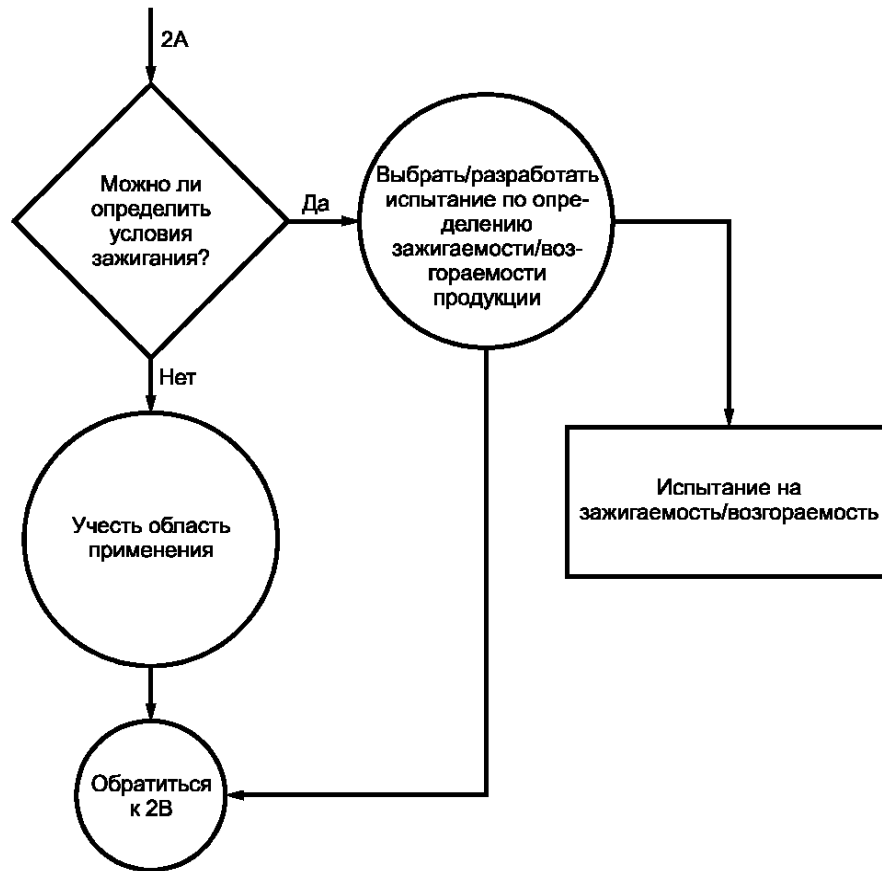 2А
Можно ли
определить
условия
зажигания?
Да
Выбрать/разработать
испытание по опре-
делению
зажигаемости/воз-
гораемости
продукции
Нет
Учесть область
применения
Испытание на
зажигаемость/возгораемость
Обратиться
к 2В